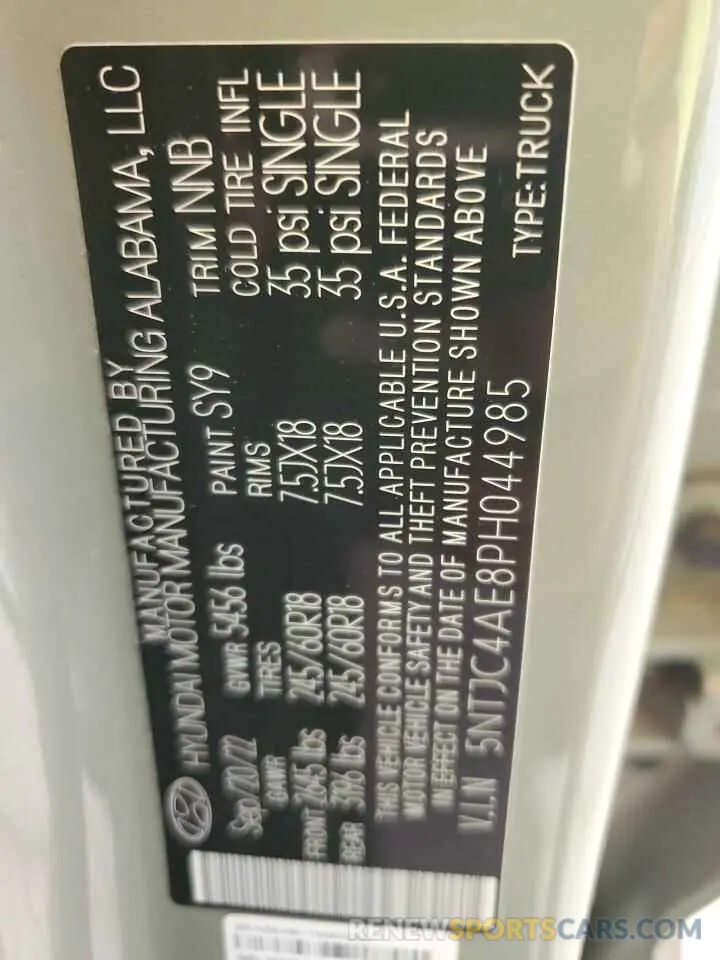 MANUFACTURED BY
HYUNDAI MOTOR MANUFACTURING ALABAMA, LLC
Sep/20/22 GVWR 5456 lbs PAINT SY9 TRIM NNB
GAWR TIRES RIMS COLD TIRE INFL
FRONT 2645 lbs 245/60R18 7.5JX18 35 psi SINGLE
REAR 3196 lbs 245/60R18 7.5JX18 35 psi SINGLE
THIS VEHICLE CONFORMS TO ALL APPLICABLE U.S.A. FEDERAL
MOTOR VEHICLE SAFETY AND THEFT PREVENTION STANDARDS
IN EFFECT ON THE DATE OF MANUFACTURE SHOWN ABOVE
V.I.N 5NTJC4AE8PH044985 TYPE:TRUCK
RENEWSPORTSCARS.COM